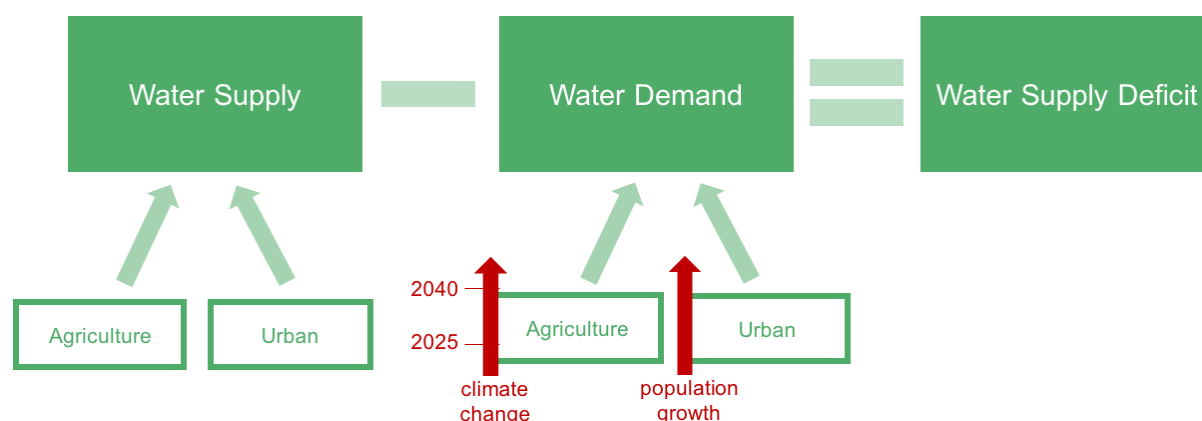 Water Supply
Water Demand
Water Supply Deficit
Agriculture
Urban
2040
2025
Agriculture
Urban
climate
change
population
growth